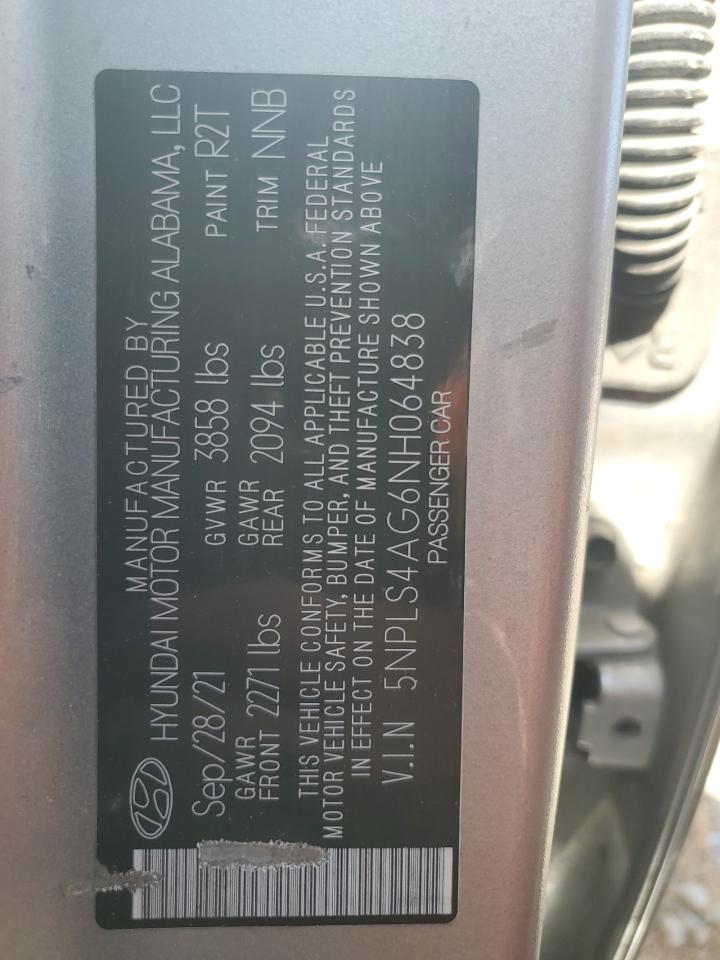 MANUFACTURED BY
HYUNDAI MOTOR MANUFACTURING ALABAMA, LLC
Sep/28/21 GVWR 3858 lbs PAINT R2T
GAWR FRONT 2271 lbs GAWR REAR 2094 lbs TRIM NNB
THIS VEHICLE CONFORMS TO ALL APPLICABLE U.S.A. FEDERAL
MOTOR VEHICLE SAFETY, BUMPER, AND THEFT PREVENTION STANDARDS
IN EFFECT ON THE DATE OF MANUFACTURE SHOWN ABOVE
V.I.N 5NPLS4AG6NH064838
PASSENGER CAR